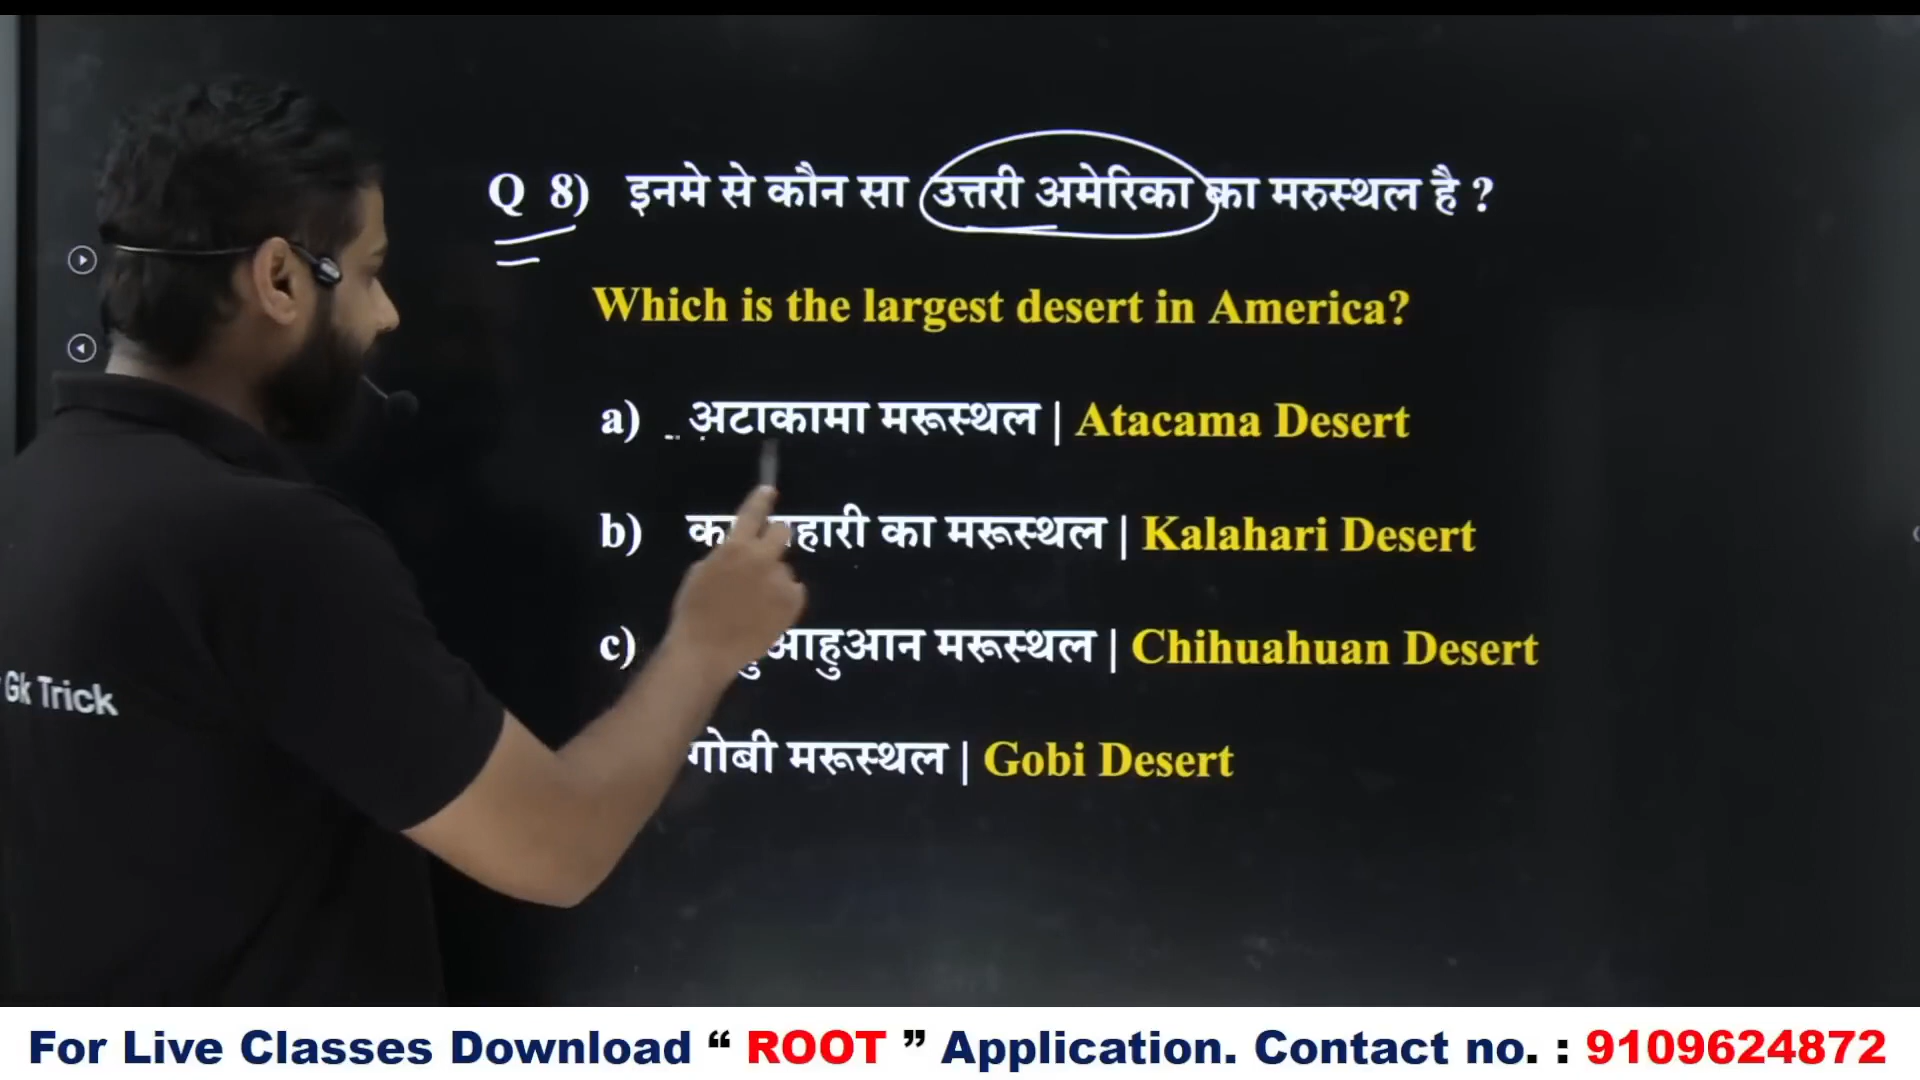 Q 8) इनमे से कौन सा उत्तरी अमेरिका का मरुस्थल है ?
Which is the largest desert in America?
a) अटाकामा मरूस्थल | Atacama Desert
b) का मरूस्थल | Kalahari Desert
c) मरूस्थल | Chihuahuan Desert
गोबी मरूस्थल | Gobi Desert
Gk Trick
For Live Classes Download “ ROOT ” Application. Contact no. : 9109624872